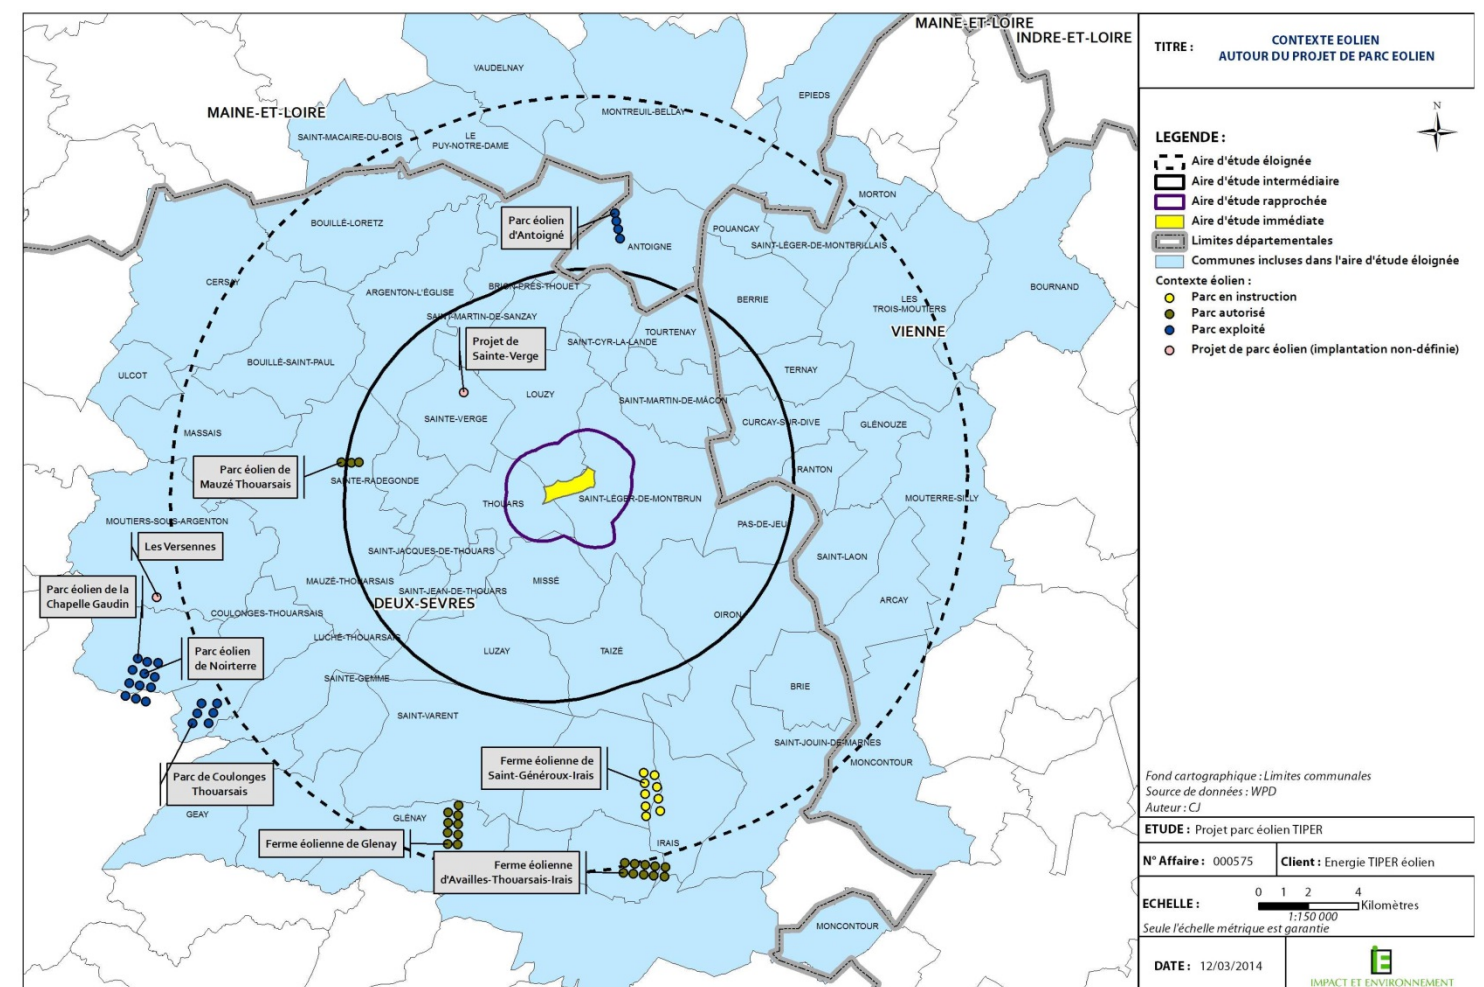 MAINE-ET-LOIRE
INDRE-ET-LOIRE
VAUDELNAY
EPIEDS
MAINE-ET-LOIRE
MONTREUIL-BELLAY
SAINT-MACAIRE-DU-BOIS
LE
PUY-NOTRE-DAME
MORTON
BOUILLÉ-LORETZ
Parc éolien
d'Antoigné
POUANCAY
ANTOIGNE
SAINT-LÉGER-DE-MONTBRILLAIS
CERSAY
ARGENTON-L'ÉGLISE
BRION-PRÈS-THOUET
BERRIE
LES
TROIS-MOUTIERS
BOURNAND
SAINT-MARTIN-DE-SANZAY
TOURTENAY
VIENNE
Projet de
Sainte-Verge
SAINT-CYR-LA-LANDE
BOUILLÉ-SAINT-PAUL
ULCOT
TERNAY
LOUZY
SAINT-MARTIN-DE-MÂCON
SAINTE-VERGE
CURCAY-SUR-DIVE
GLÉNOUZE
MASSAIS
Parc éolien de
Mauzé Thouarsais
SAINTE-RADEGONDE
RANTON
THOUARS
SAINT-LÉGER-DE-MONTBRUN
MOUTERRE-SILLY
MOUTIERS-SOUS-ARGENTON
PAS-DE-JEU
Les Versennes
SAINT-JACQUES-DE-THOUARS
SAINT-LAON
MAUZÉ-THOUARSAIS
MISSÉ
Parc éolien de la
Chapelle Gaudin
SAINT-JEAN-DE-THOUARS
DEUX-SEVRES
ARCAY
COULONGES-THOUARSAIS
OIRON
LUCHÉ-THOUARSAIS
Parc éolien
de Noirterre
LUZAY
TAIZÉ
SAINTE-GEMME
BRIE
SAINT-VARENT
SAINT-JOUIN-DE-MARNES
MONCONTOUR
Ferme éolienne de
Saint-Généroux-Irais
Parc de Coulonges
Thouarsais
GEAY
GLÉNAY
Ferme éolienne de Glenay
IRAIS
Ferme éolienne
d'Availles-Thouarsais-Irais
MONCONTOUR
TITRE :
CONTEXTE EOLIEN
AUTOUR DU PROJET DE PARC EOLIEN
N
LEGENDE :
Aire d'étude éloignée
Aire d'étude intermédiaire
Aire d'étude rapprochée
Aire d'étude immédiate
Limites départementales
Communes incluses dans l'aire d'étude éloignée
Contexte éolien :
Parc en instruction
Parc autorisé
Parc exploité
Projet de parc éolien (implantation non-définie)
Fond cartographique : Limites communales
Source de données : WPD
Auteur : CJ
ETUDE : Projet parc éolien TIPER
N° Affaire : 000575
Client : Energie TIPER éolien
ECHELLE :
0 1 2 4
Kilomètres
1:150 000
Seule l'échelle métrique est garantie
DATE : 12/03/2014
IE
IMPACT ET ENVIRONNEMENT